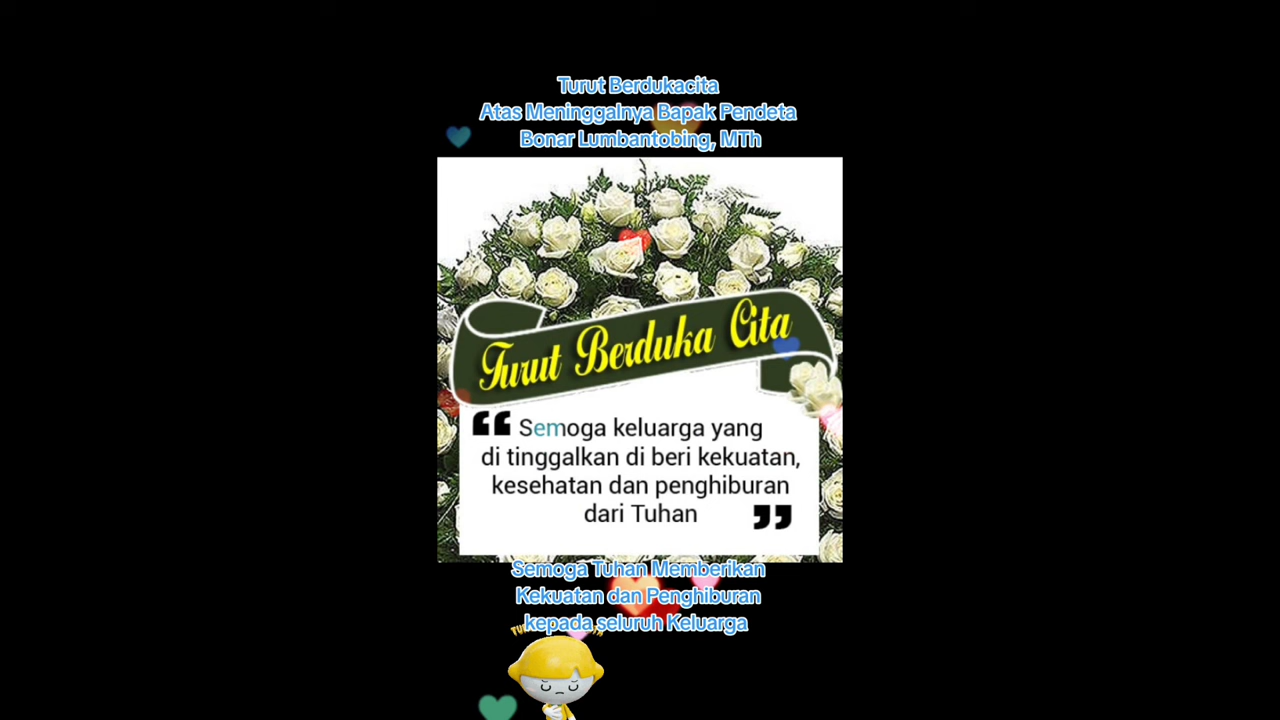 Turut Berdukacita
Atas Meninggalnya Bapak Pendeta
Bonar Lumbantobing, MTh
Turut Berduka Cita
❝ Semoga keluarga yang
di tinggalkan di beri kekuatan,
kesehatan dan penghiburan
dari Tuhan ❞
Semoga Tuhan Memberikan
Kekuatan dan Penghiburan
kepada seluruh Keluarga